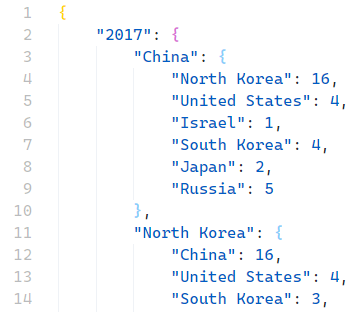 1 {
2 "2017": {
3 "China": {
4 "North Korea": 16,
5 "United States": 4,
6 "Israel": 1,
7 "South Korea": 4,
8 "Japan": 2,
9 "Russia": 5
10 },
11 "North Korea": {
12 "China": 16,
13 "United States": 4,
14 "South Korea": 3,